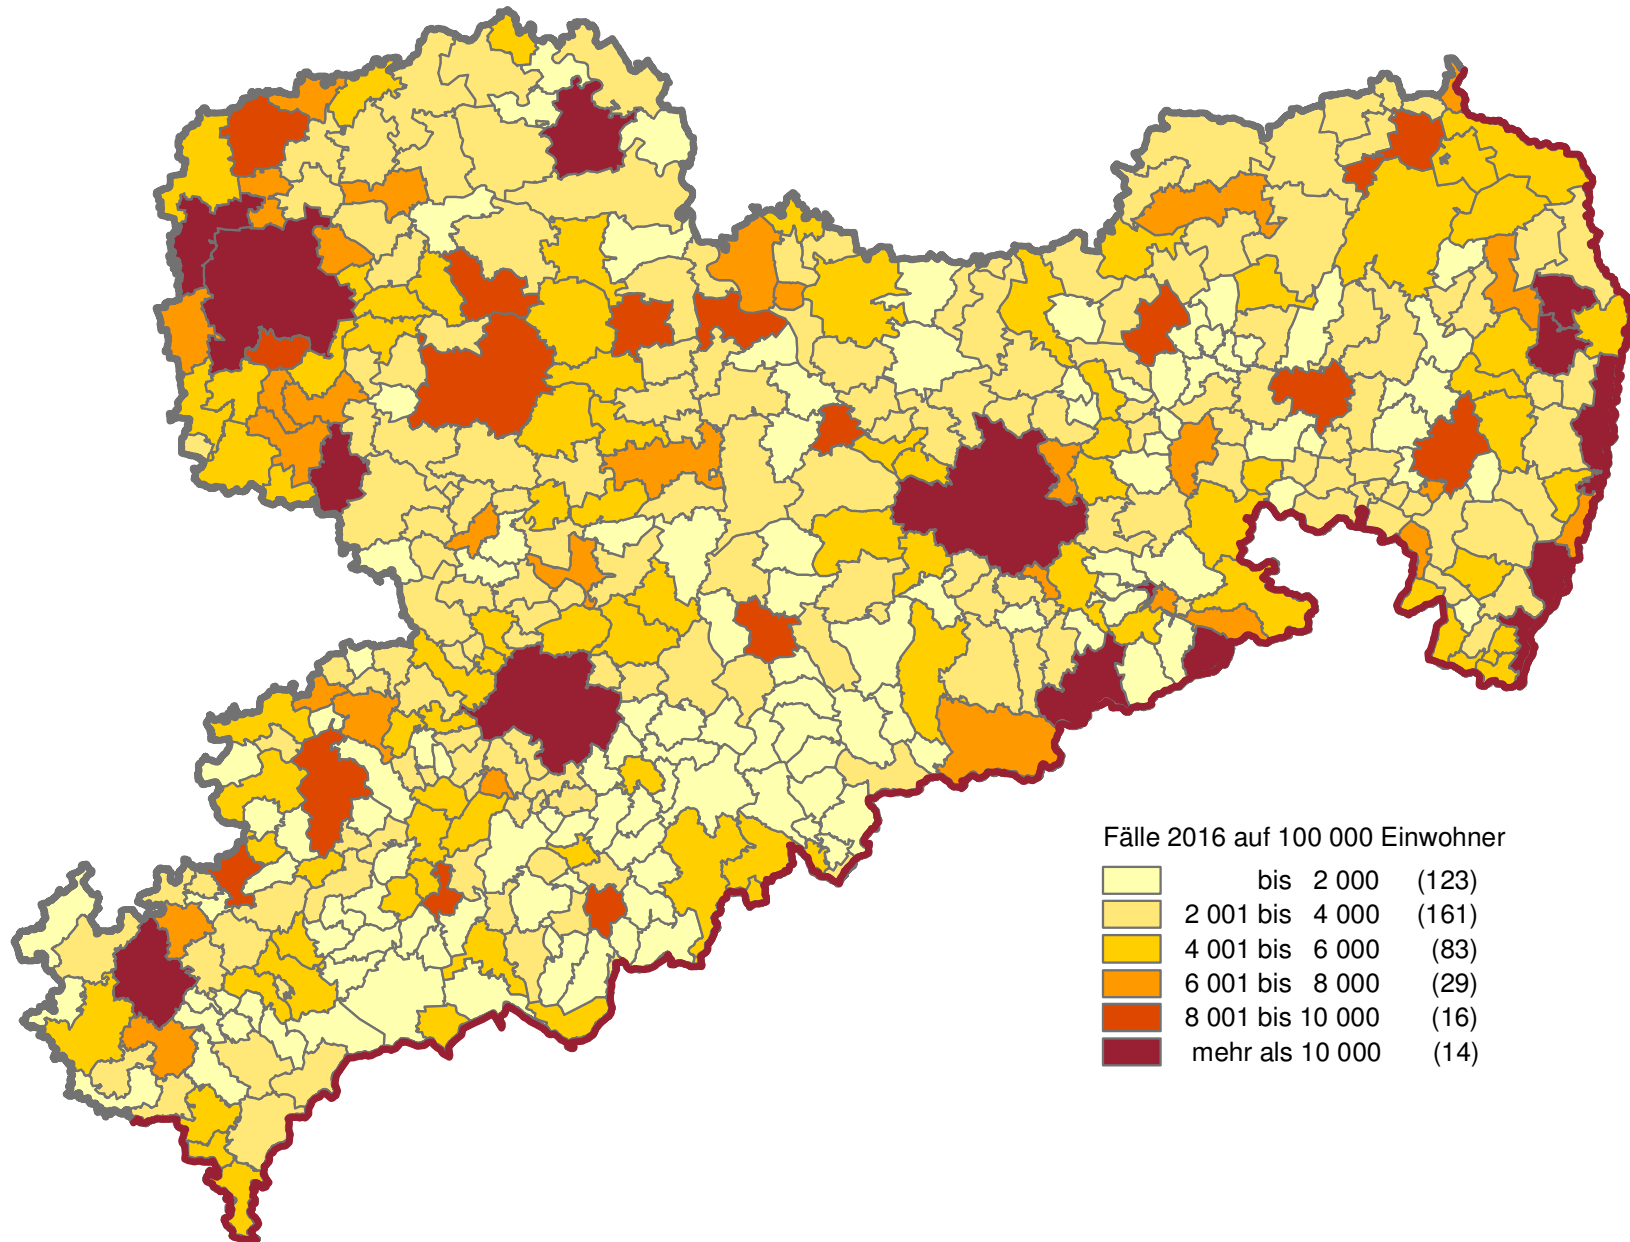 Fälle 2016 auf 100 000 Einwohner
bis 2 000 (123)
2 001 bis 4 000 (161)
4 001 bis 6 000 (83)
6 001 bis 8 000 (29)
8 001 bis 10 000 (16)
mehr als 10 000 (14)